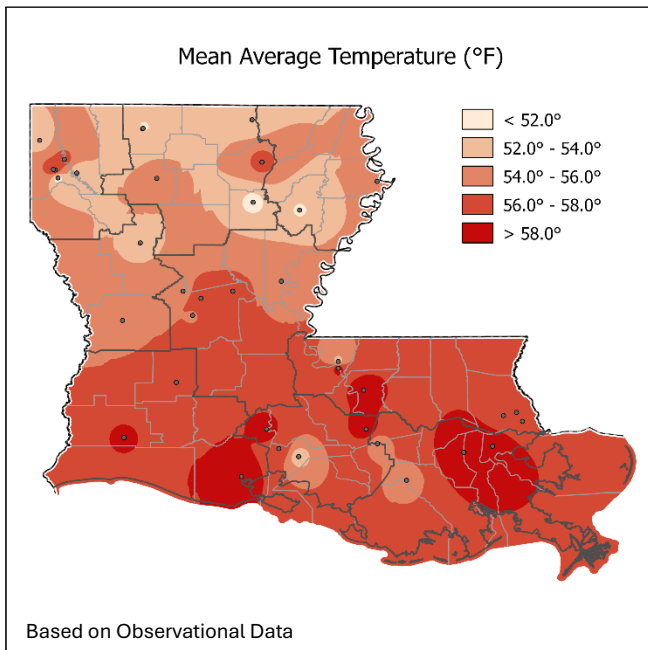 Mean Average Temperature (°F)
< 52.0°
52.0° - 54.0°
54.0° - 56.0°
56.0° - 58.0°
> 58.0°
Based on Observational Data